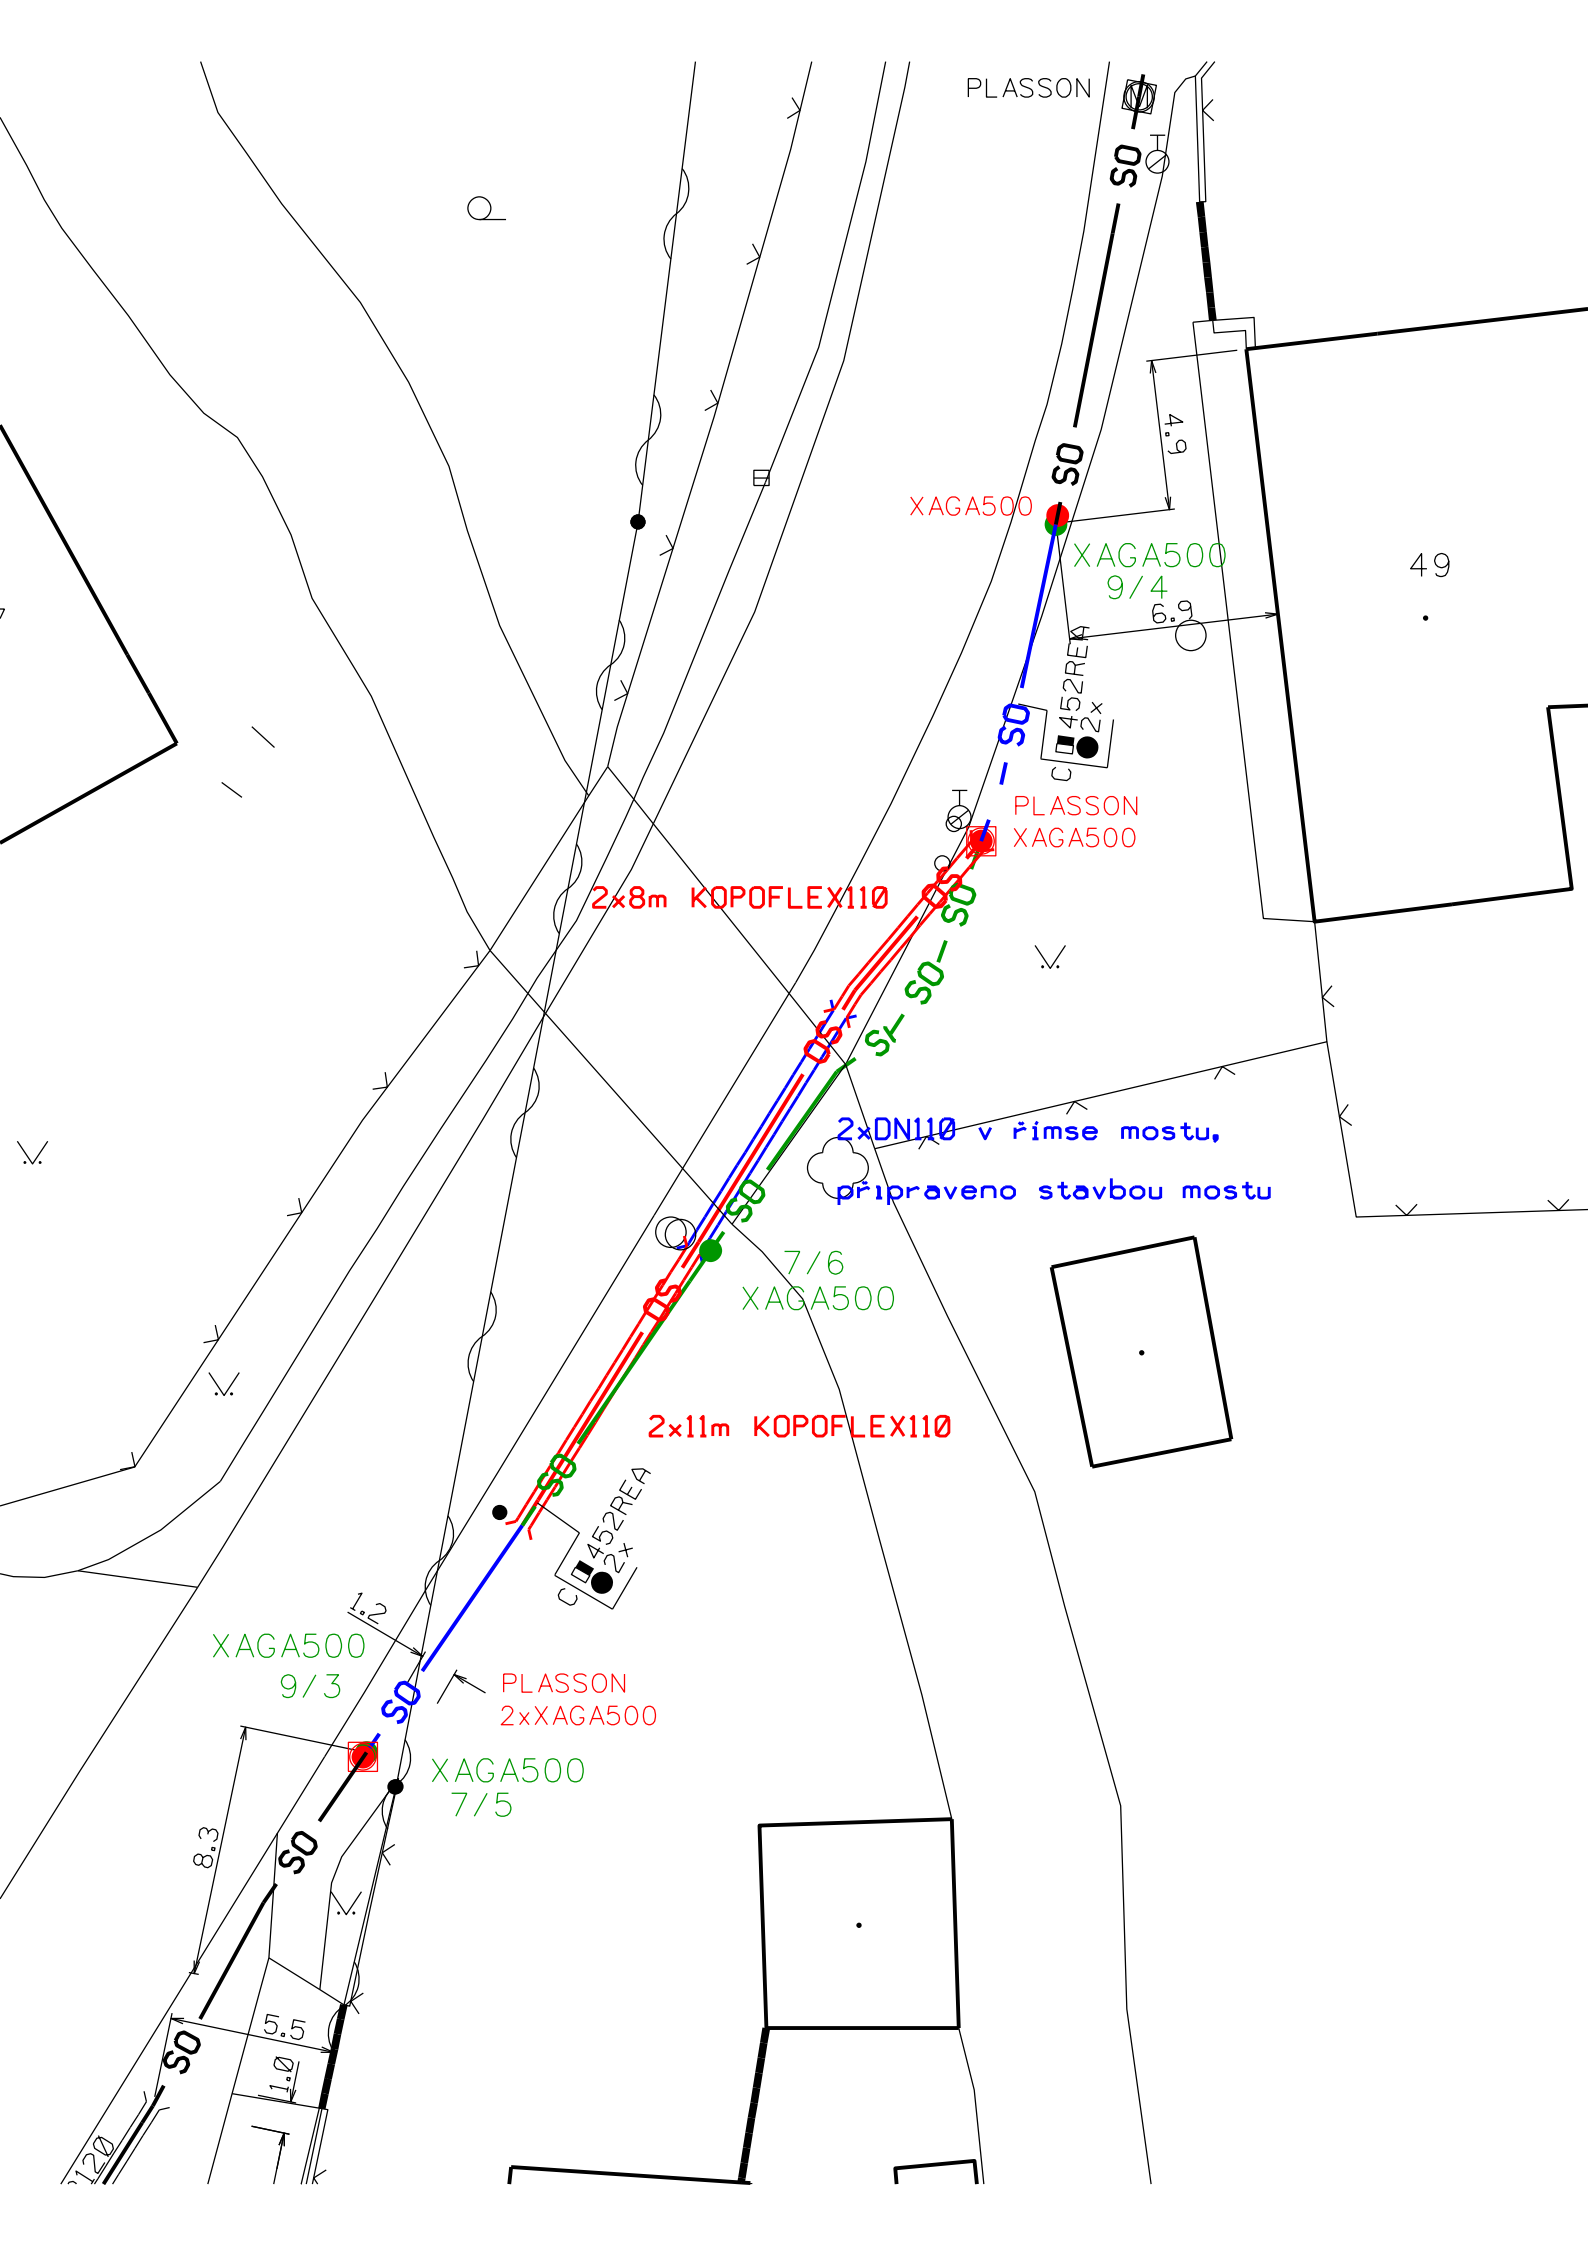 PLASSON
SO
4.9
SO
XAGA500
XAGA500
9/4
49
6.9
452REA
2x
C
SO
PLASSON
XAGA500
2x8m KOPOFLEX110
SO
SO
SO
SO
2xDN110 v římse mostu,
připraveno stavbou mostu
SO
7/6
XAGA500
SO
2x11m KOPOFLEX110
SO
452REA
2x
C
1.2
XAGA500
9/3
PLASSON
2xXAGA500
SO
XAGA500
7/5
8.3
SO
5.5
SO
1.0
120